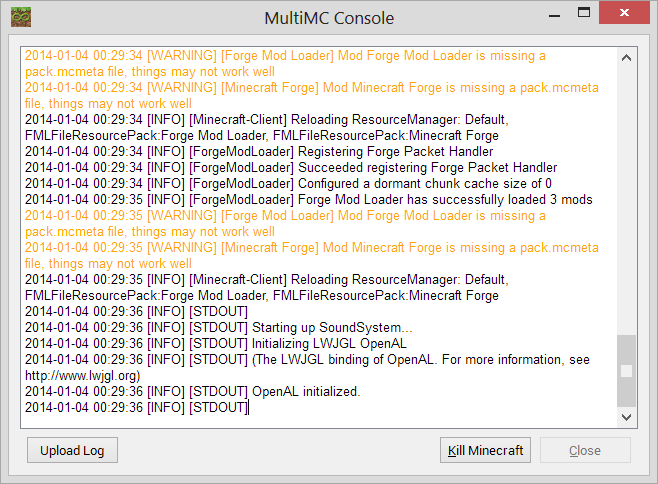 MultiMC Console
2014-01-04 00:29:34 [WARNING] [Forge Mod Loader] Mod Forge Mod Loader is missing a
pack.mcmeta file, things may not work well
2014-01-04 00:29:34 [WARNING] [Minecraft Forge] Mod Minecraft Forge is missing a pack.mcmeta
file, things may not work well
2014-01-04 00:29:34 [INFO] [Minecraft-Client] Reloading ResourceManager: Default,
FMLFileResourcePack:Forge Mod Loader, FMLFileResourcePack:Minecraft Forge
2014-01-04 00:29:34 [INFO] [ForgeModLoader] Registering Forge Packet Handler
2014-01-04 00:29:34 [INFO] [ForgeModLoader] Succeeded registering Forge Packet Handler
2014-01-04 00:29:34 [INFO] [ForgeModLoader] Configured a dormant chunk cache size of 0
2014-01-04 00:29:35 [INFO] [ForgeModLoader] Forge Mod Loader has successfully loaded 3 mods
2014-01-04 00:29:35 [WARNING] [Forge Mod Loader] Mod Forge Mod Loader is missing a
pack.mcmeta file, things may not work well
2014-01-04 00:29:35 [WARNING] [Minecraft Forge] Mod Minecraft Forge is missing a pack.mcmeta
file, things may not work well
2014-01-04 00:29:35 [INFO] [Minecraft-Client] Reloading ResourceManager: Default,
FMLFileResourcePack:Forge Mod Loader, FMLFileResourcePack:Minecraft Forge
2014-01-04 00:29:36 [INFO] [STDOUT]
2014-01-04 00:29:36 [INFO] [STDOUT] Starting up SoundSystem...
2014-01-04 00:29:36 [INFO] [STDOUT] Initializing LWJGL OpenAL
2014-01-04 00:29:36 [INFO] [STDOUT] (The LWJGL binding of OpenAL. For more information, see
http://www.lwjgl.org)
2014-01-04 00:29:36 [INFO] [STDOUT] OpenAL initialized.
2014-01-04 00:29:36 [INFO] [STDOUT]
Upload Log
Kill Minecraft
Close